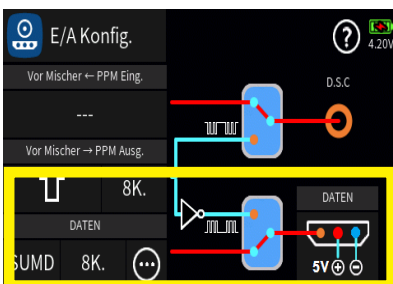 E/A Konfig.
?
4.20V
Vor Mischer ← PPM Eing.
D.S.C
---
Vor Mischer → PPM Ausg.
8K.
DATEN
DATEN
SUMD 8K.
5V ⊕ ⊖